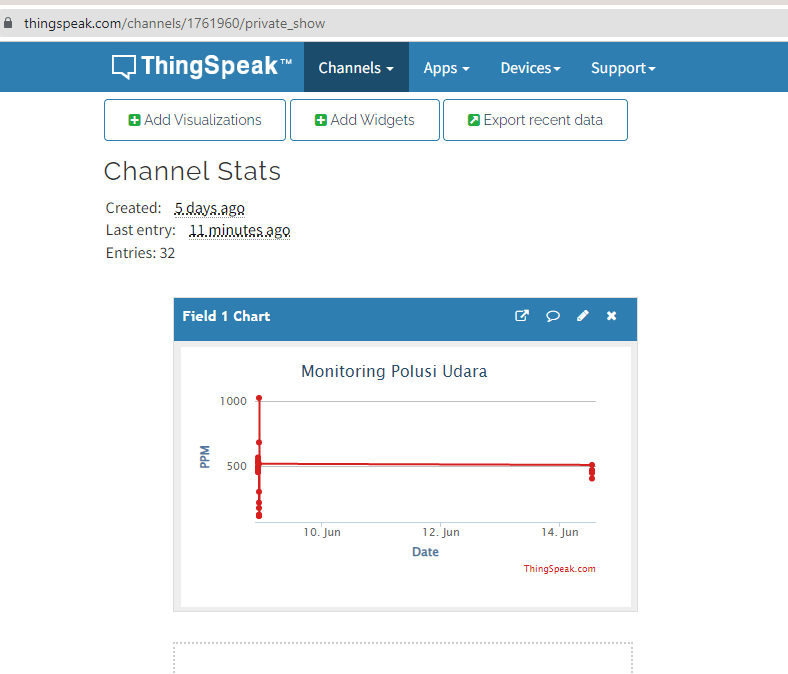 thingspeak.com/channels/1761960/private_show
ThingSpeak™ Channels Apps Devices Support
Add Visualizations Add Widgets Export recent data
Channel Stats
Created: 5 days ago
Last entry: 11 minutes ago
Entries: 32
Field 1 Chart
Monitoring Polusi Udara
1000
PPM
500
10. Jun 12. Jun 14. Jun
Date
ThingSpeak.com